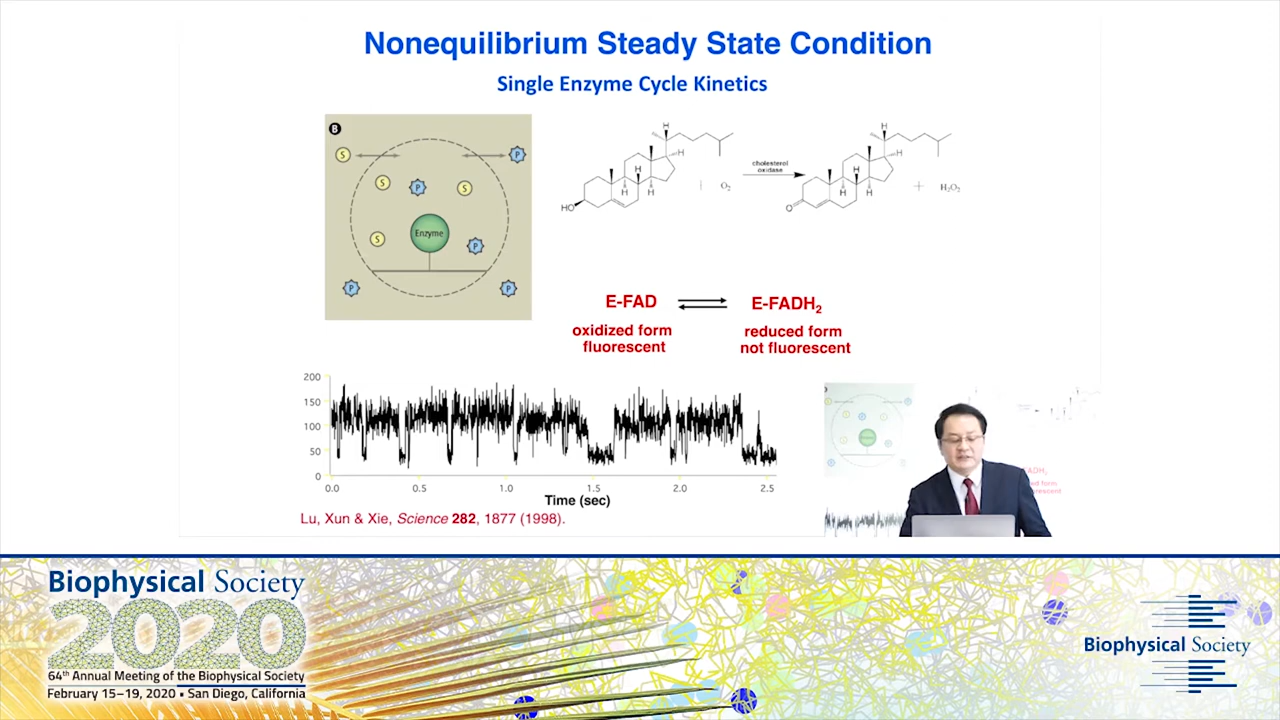 Nonequilibrium Steady State Condition
Single Enzyme Cycle Kinetics
B
S
P
S
P
S
S
Enzyme
P
P
P
H
H
H
H
H
HO
O₂
cholesterol
oxidase
H
H
H
H
H
O
+
H₂O₂
E-FAD
E-FADH₂
oxidized form
fluorescent
reduced form
not fluorescent
200
150
100
50
0
0.0
0.5
1.0
1.5
2.0
2.5
Time (sec)
Lu, Xun & Xie, Science 282, 1877 (1998).
Biophysical Society
2020
64th Annual Meeting of the Biophysical Society
February 15–19, 2020 • San Diego, California
Biophysical Society